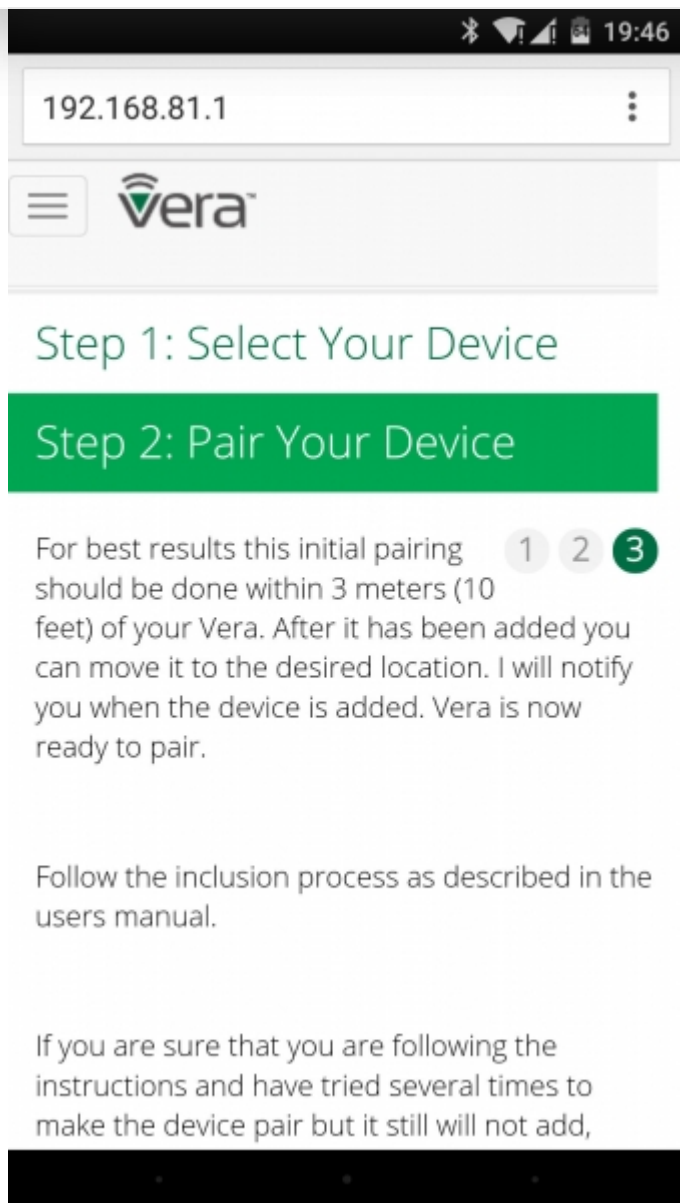 64 19:46
192.168.81.1
vera™
Step 1: Select Your Device
Step 2: Pair Your Device
For best results this initial pairing 1 2 3
should be done within 3 meters (10
feet) of your Vera. After it has been added you
can move it to the desired location. I will notify
you when the device is added. Vera is now
ready to pair.
Follow the inclusion process as described in the
users manual.
If you are sure that you are following the
instructions and have tried several times to
make the device pair but it still will not add,